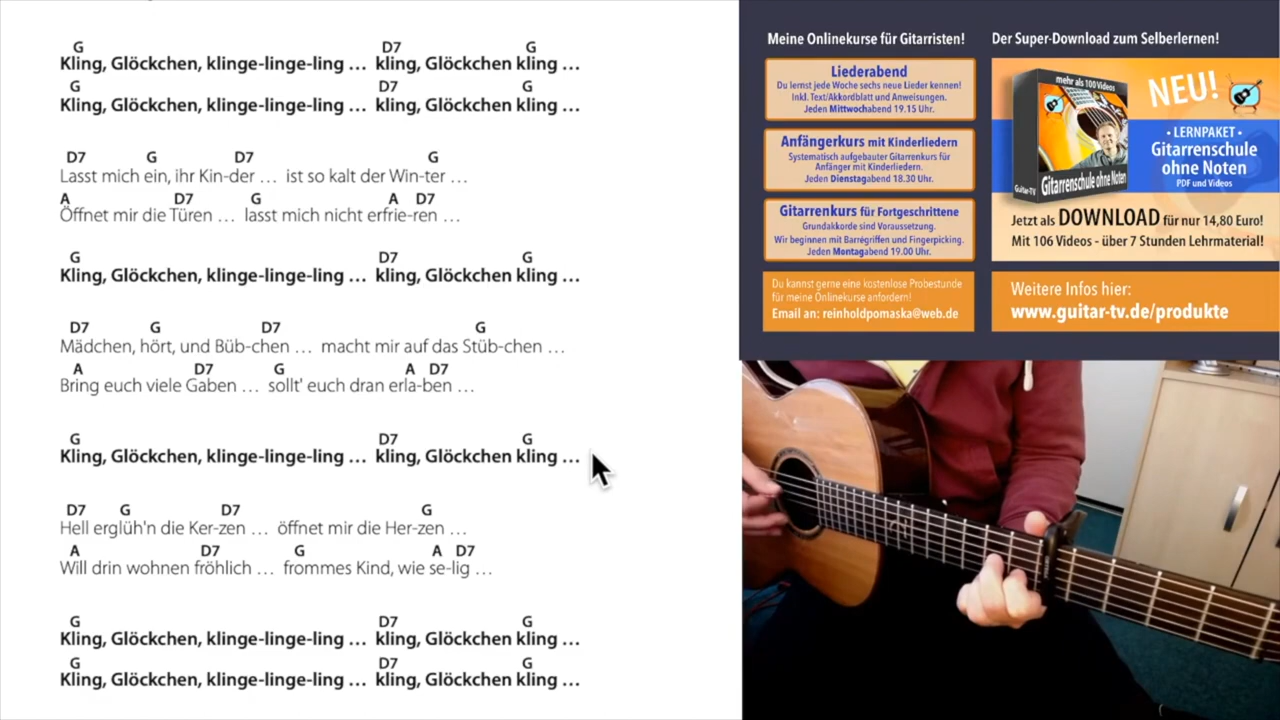 G D7 G
Kling, Glöckchen, klinge-linge-ling … kling, Glöckchen kling …
G D7 G
Kling, Glöckchen, klinge-linge-ling … kling, Glöckchen kling …
D7 G D7 G
Lasst mich ein, ihr Kin-der … ist so kalt der Win-ter …
A D7 G A D7
Öffnet mir die Türen … lasst mich nicht erfrie-ren …
G D7 G
Kling, Glöckchen, klinge-linge-ling … kling, Glöckchen kling …
D7 G D7 G
Mädchen, hört, und Büb-chen … macht mir auf das Stüb-chen …
A D7 G A D7
Bring euch viele Gaben … sollt' euch dran erla-ben …
G D7 G
Kling, Glöckchen, klinge-linge-ling … kling, Glöckchen kling …
D7 G D7 G
Hell erglüh'n die Ker-zen … öffnet mir die Her-zen …
A D7 G A D7
Will drin wohnen fröhlich … frommes Kind, wie se-lig …
G D7 G
Kling, Glöckchen, klinge-linge-ling … kling, Glöckchen kling …
G D7 G
Kling, Glöckchen, klinge-linge-ling … kling, Glöckchen kling …
Meine Onlinekurse für Gitarristen!
Liederabend
Du lernst jede Woche sechs neue Lieder kennen!
Inkl. Text/Akkordblatt und Anweisungen.
Jeden Mittwochabend 19.15 Uhr.
Anfängerkurs mit Kinderliedern
Systematisch aufgebauter Gitarrenkurs für
Anfänger mit Kinderliedern.
Jeden Dienstagabend 18.30 Uhr.
Gitarrenkurs für Fortgeschrittene
Grundakkorde sind Voraussetzung.
Wir beginnen mit Barrégriffen und Fingerpicking.
Jeden Montagabend 19.00 Uhr.
Du kannst gerne eine kostenlose Probestunde
für meine Onlinekurse anfordern!
Email an: reinholdpomaska@web.de
Der Super-Download zum Selberlernen!
mehr als 100 Videos
Guitar-TV
Gitarrenschule ohne Noten
NEU!
• LERNPAKET •
Gitarrenschule
ohne Noten
PDF und Videos
Jetzt als DOWNLOAD für nur 14,80 Euro!
Mit 106 Videos - über 7 Stunden Lehrmaterial!
Weitere Infos hier:
www.guitar-tv.de/produkte